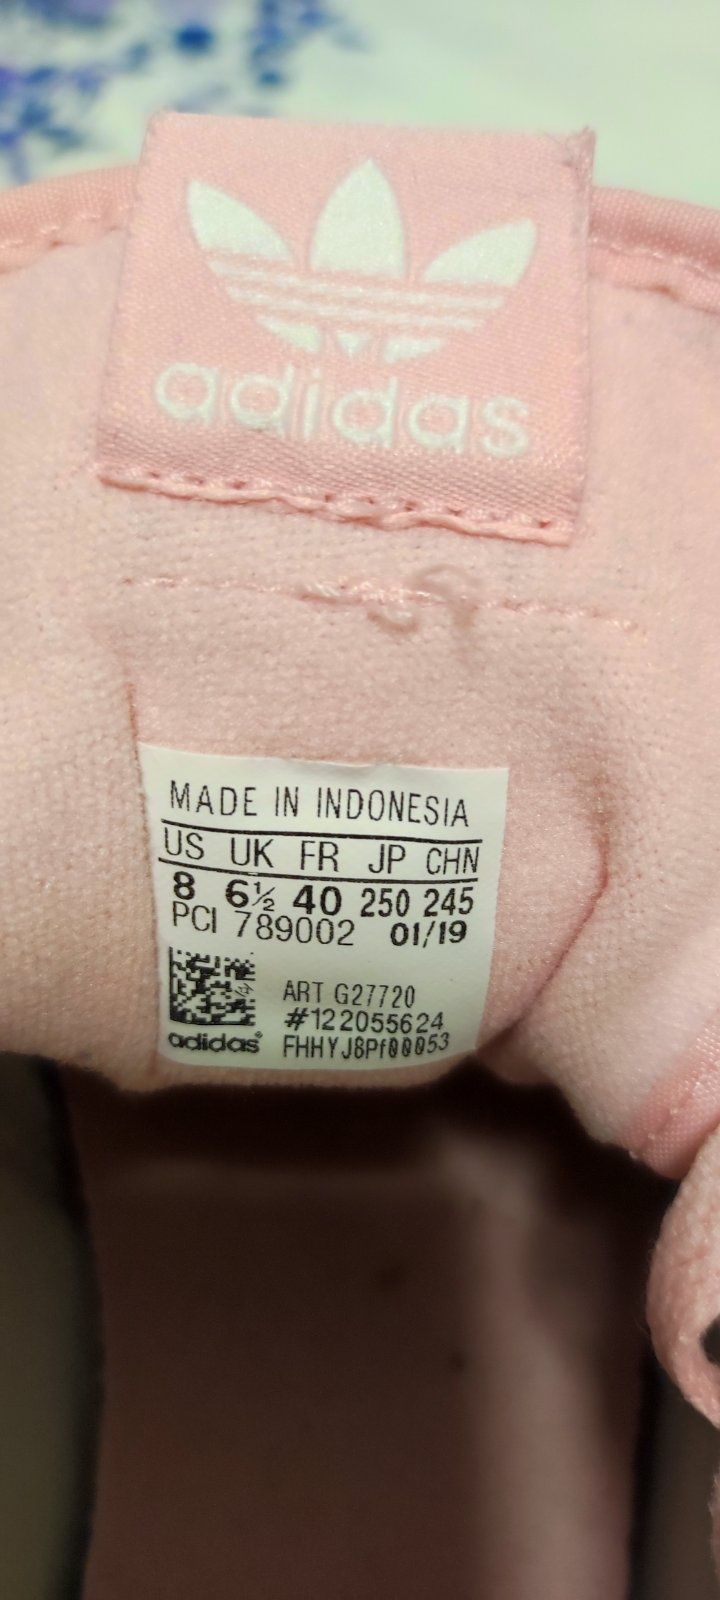 adidas
MADE IN INDONESIA
US UK FR JP CHN
8 6½ 40 250 245
PCI 789002 01/19
ART G27720
#122055624
adidas® FHHYJ8Pf00053